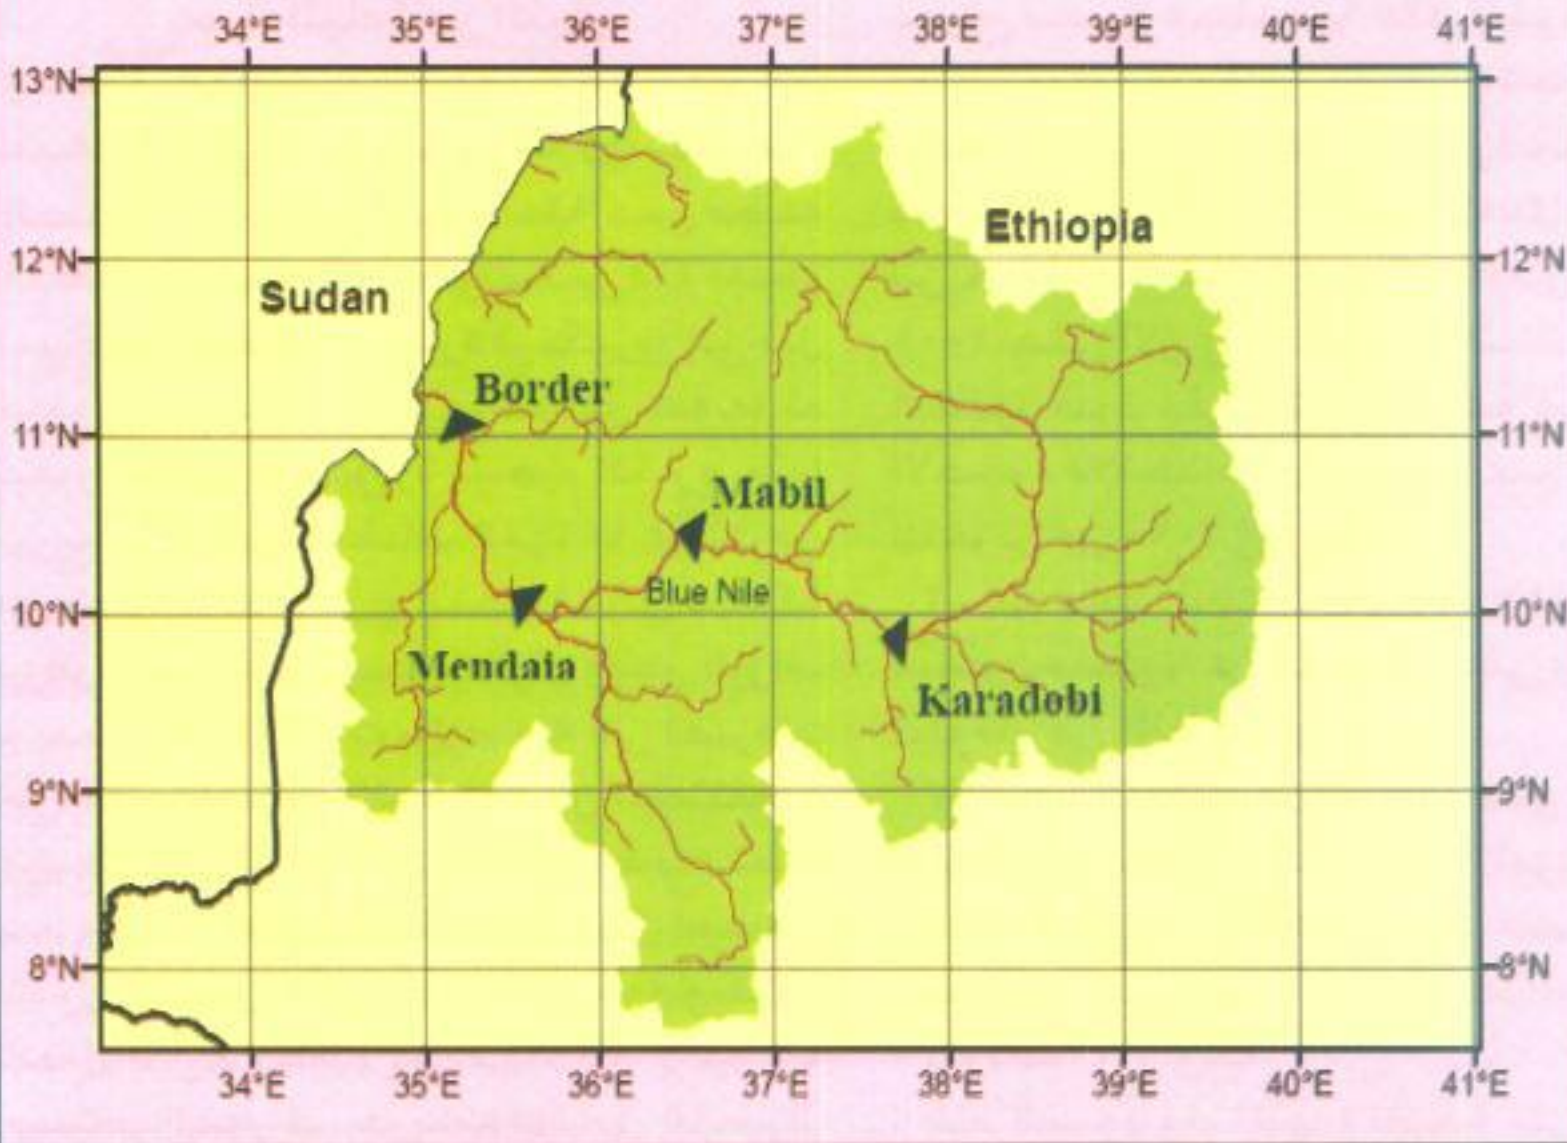 34°E 35°E 36°E 37°E 38°E 39°E 40°E 41°E
13°N
Ethiopia
12°N 12°N
Sudan
Border
11°N 11°N
Mabil
Blue Nile
10°N 10°N
Mendaia
Karadobi
9°N 9°N
8°N 8°N
34°E 35°E 36°E 37°E 38°E 39°E 40°E 41°E